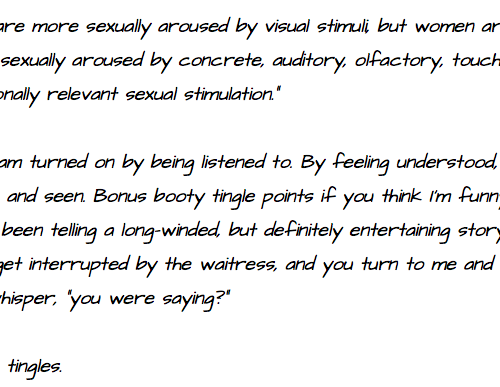 are more sexually aroused by visual stimuli, but women ar
sexually aroused by concrete, auditory, olfactory, touch
onally relevant sexual stimulation."
am turned on by being listened to. By feeling understood,
and seen. Bonus booty tingle points if you think I'm funny
been telling a long-winded, but definitely entertaining story
get interrupted by the waitress, and you turn to me and
whisper, "you were saying?"
tingles.